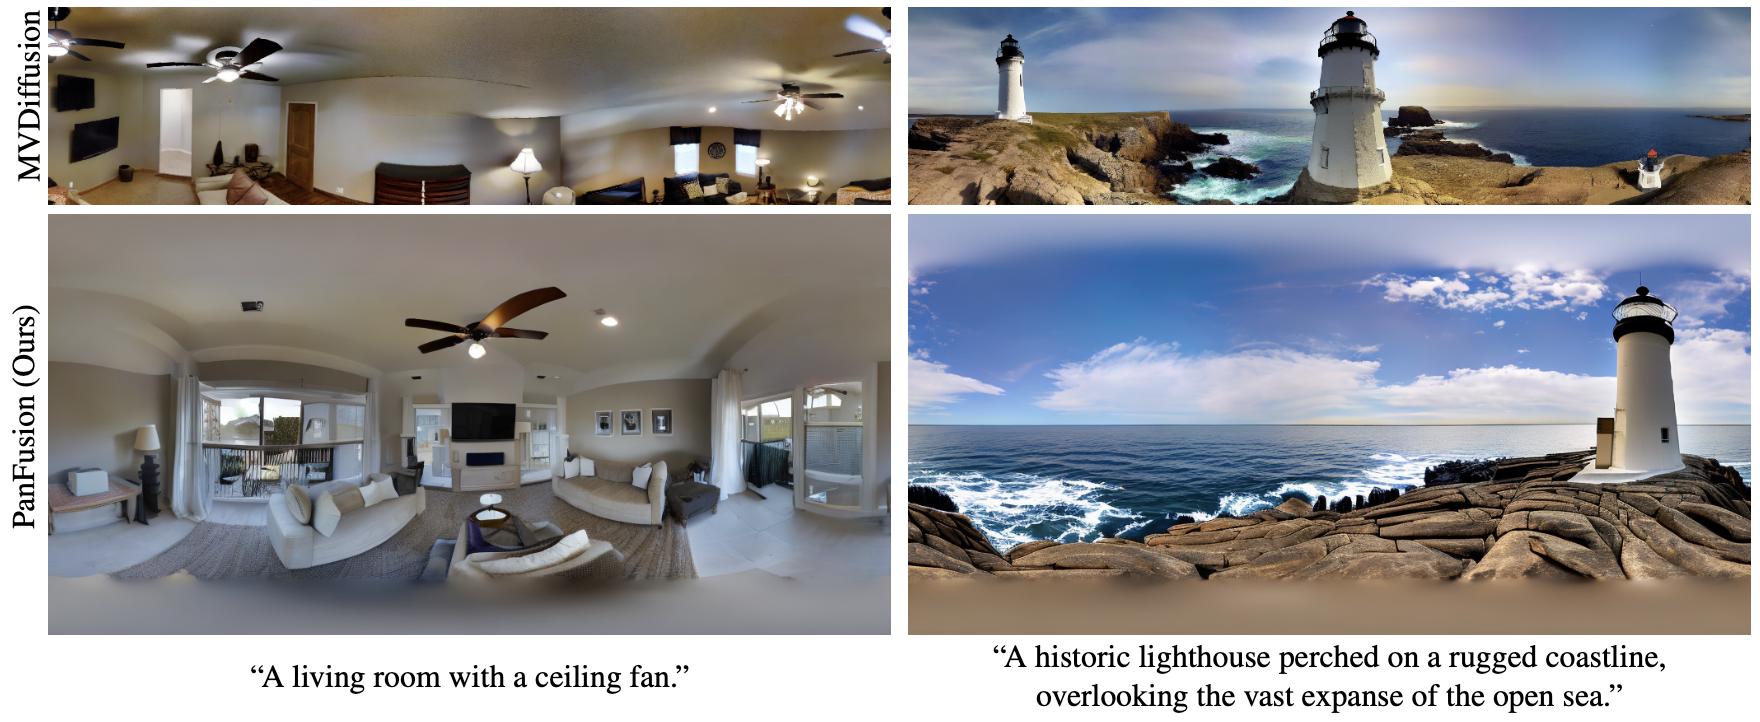 MVDiffusion
PanFusion (Ours)
“A living room with a ceiling fan.”
“A historic lighthouse perched on a rugged coastline,
overlooking the vast expanse of the open sea.”